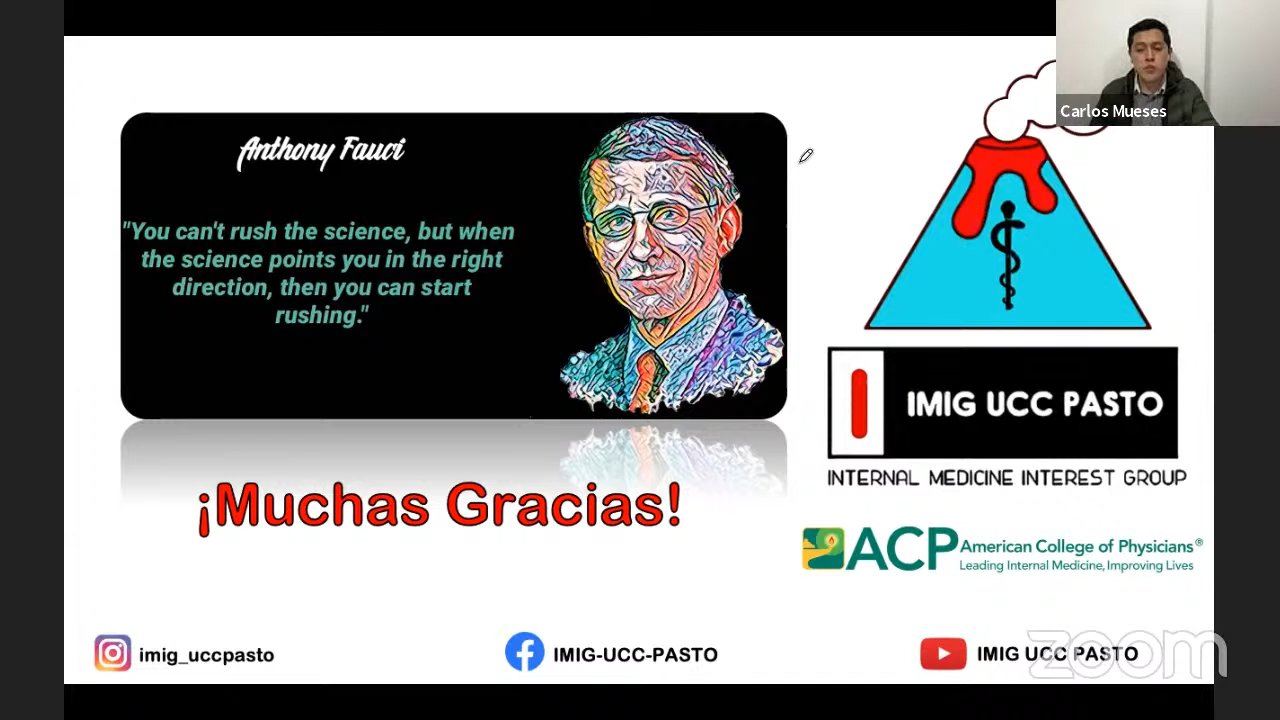 Carlos Mueses
Anthony Fauci
"You can't rush the science, but when
the science points you in the right
direction, then you can start
rushing."
IMIG UCC PASTO
INTERNAL MEDICINE INTEREST GROUP
¡Muchas Gracias!
ACP American College of Physicians®
Leading Internal Medicine, Improving Lives
imig_uccpasto
IMIG-UCC-PASTO
IMIG UCC PASTO
zoom